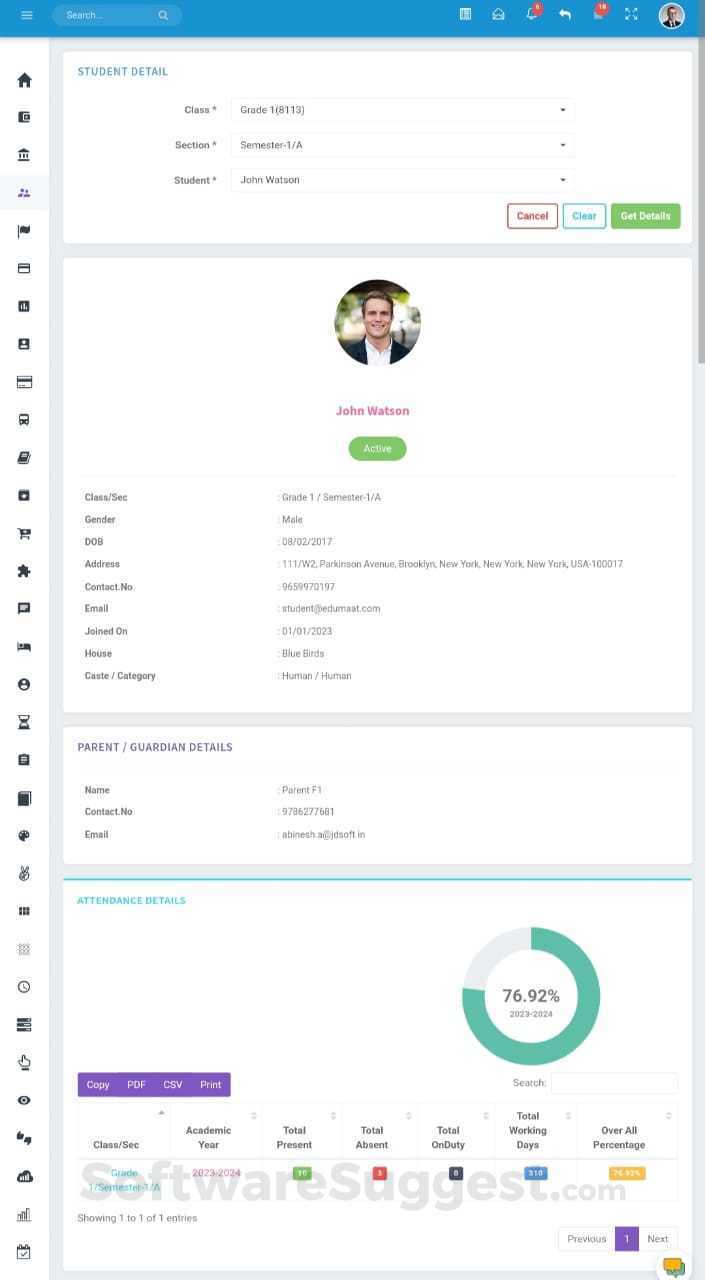 Search...
6
18
STUDENT DETAIL
Class * Grade 1(8113)
Section * Semester-1/A
Student * John Watson
Cancel Clear Get Details
John Watson
Active
Class/Sec : Grade 1 / Semester-1/A
Gender : Male
DOB : 08/02/2017
Address : 111/W2, Parkinson Avenue, Brooklyn, New York, New York, New York, USA-100017
Contact.No : 9659970197
Email : student@edumaat.com
Joined On : 01/01/2023
House : Blue Birds
Caste / Category : Human / Human
PARENT / GUARDIAN DETAILS
Name : Parent F1
Contact.No : 9786277681
Email : abinesh.a@jdsoft.in
ATTENDANCE DETAILS
76.92%
2023-2024
Copy PDF CSV Print Search:
Class/Sec Academic Year Total Present Total Absent Total OnDuty Total Working Days Over All Percentage
Grade 1/Semester-1/A 2023-2024 10 3 0 310 76.92%
SoftwareSuggest.com
Showing 1 to 1 of 1 entries
Previous 1 Next